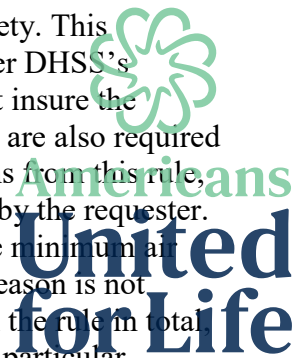 ety. This
er DHSS's
t insure the
are also required
s from this rule,
Americans
by the requester.
United
e minimum air
eason is not
for Life
the rule in total,
particular